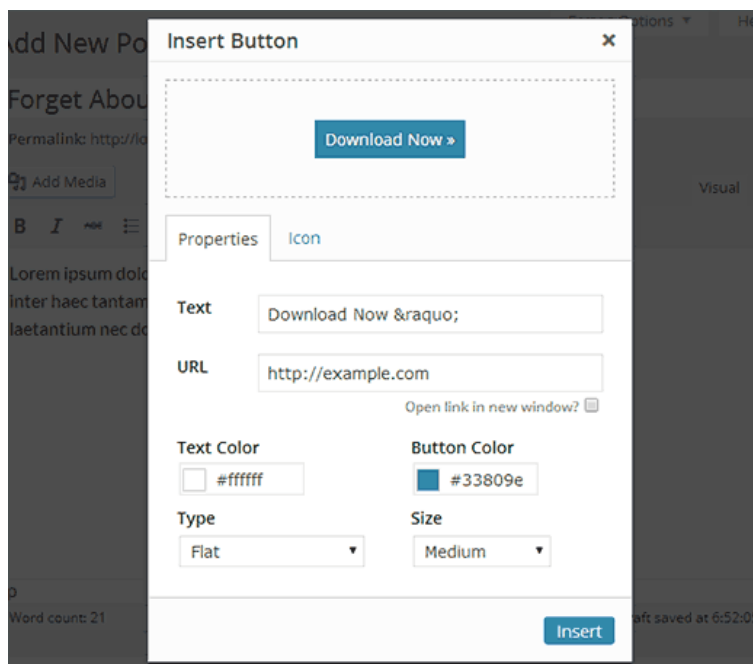 Add New Po
Options
He
Insert Button
×
Forget Abou
Permalink: http://lo
Download Now »
Add Media
Visual
B I ABC
Properties
Icon
Lorem ipsum dolo
inter haec tantam
laetantium nec do
Text
Download Now &raquo;
URL
http://example.com
Open link in new window?
Text Color
Button Color
#ffffff
#33809e
Type
Size
Flat
Medium
p
Word count: 21
aft saved at 6:52:0
Insert